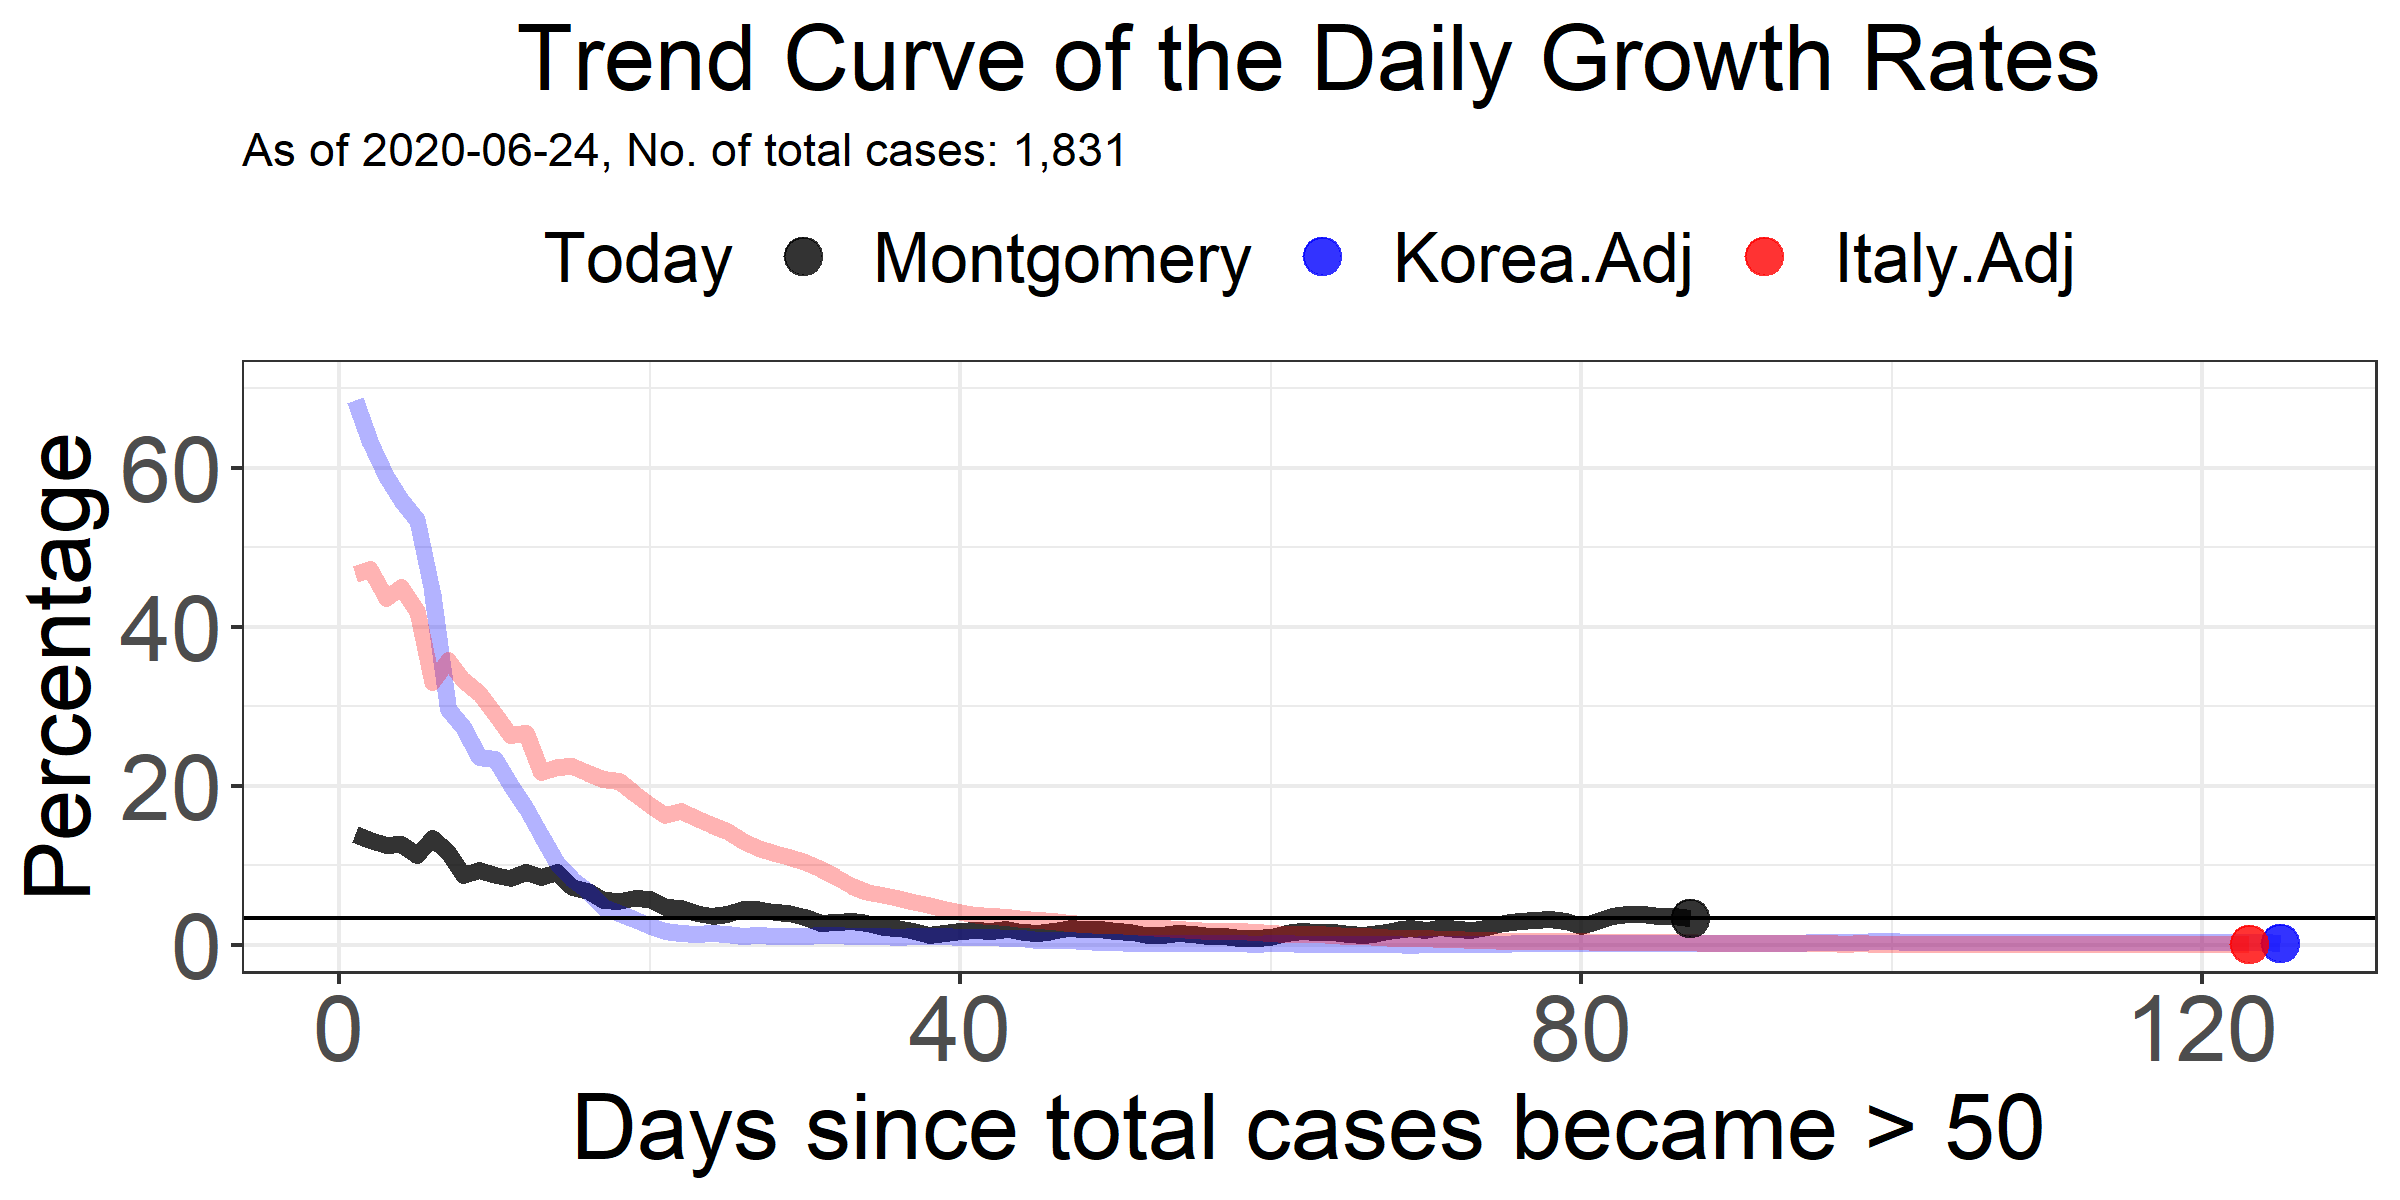 Trend Curve of the Daily Growth Rates
As of 2020-06-24, No. of total cases: 1,831
Today Montgomery Korea.Adj Italy.Adj
Percentage
60
40
20
0
0 40 80 120
Days since total cases became > 50